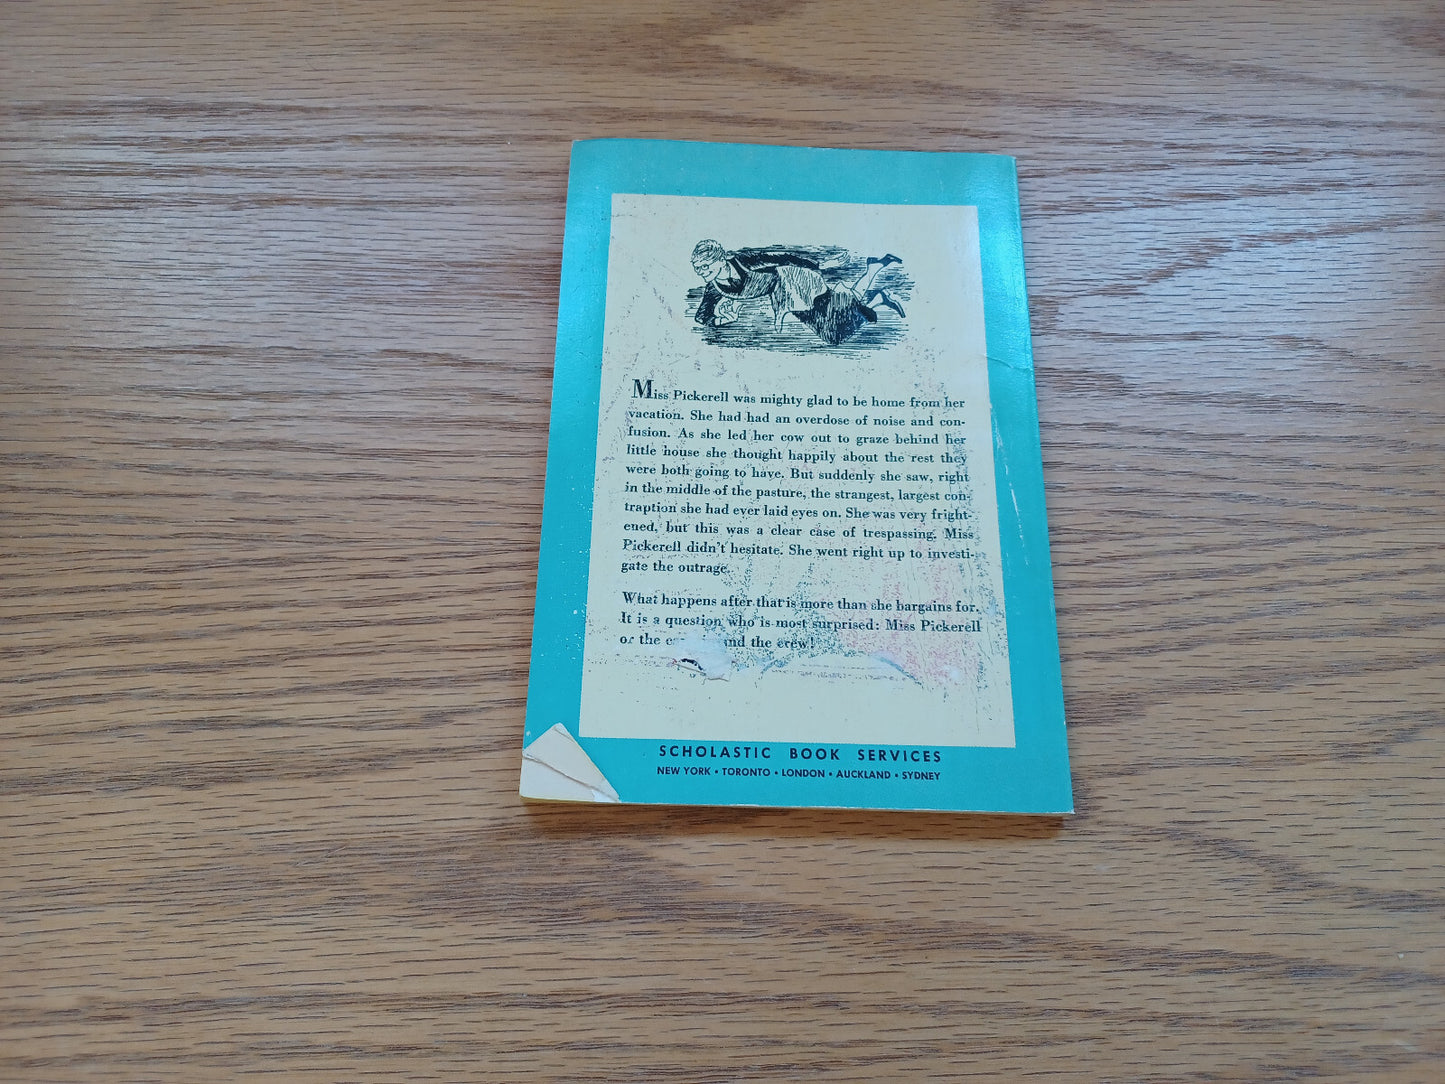 Miss Pickerell was mighty glad to be home from her
vacation. She had had an overdose of noise and con-
fusion. As she led her cow out to graze behind her
little house she thought happily about the rest they
were both going to have. But suddenly she saw, right
in the middle of the pasture, the strangest, largest con-
traption she had ever laid eyes on. She was very fright-
ened, but this was a clear case of trespassing. Miss
Pickerell didn't hesitate. She went right up to investi-
gate the outrage.
What happens after that is more than she bargains for.
It is a question who is most surprised: Miss Pickerell
or the and the crew!
SCHOLASTIC BOOK SERVICES
NEW YORK • TORONTO • LONDON • AUCKLAND • SYDNEY